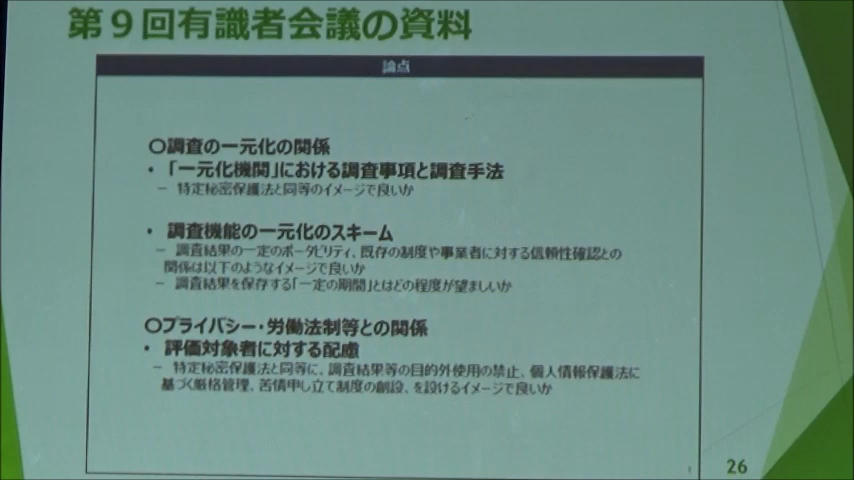 第９回有識者会議の資料
論点
〇調査の一元化の関係
・「一元化機関」における調査事項と調査手法
－ 特定秘密保護法と同等のイメージで良いか
・ 調査機能の一元化のスキーム
－ 調査結果の一定のポータビリティ、既存の制度や事業者に対する信頼性確認との
関係は以下のようなイメージで良いか
－ 調査結果を保存する「一定の期間」とはどの程度が望ましいか
〇プライバシー・労働法制等との関係
・ 評価対象者に対する配慮
－ 特定秘密保護法と同等に、調査結果等の目的外使用の禁止、個人情報保護法に
基づく厳格管理、苦情申し立て制度の創設、を設けるイメージで良いか
26